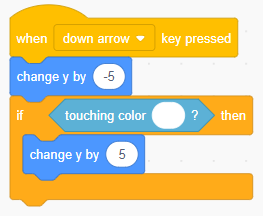 when down arrow key pressed
change y by -5
if touching color ? then
change y by 5